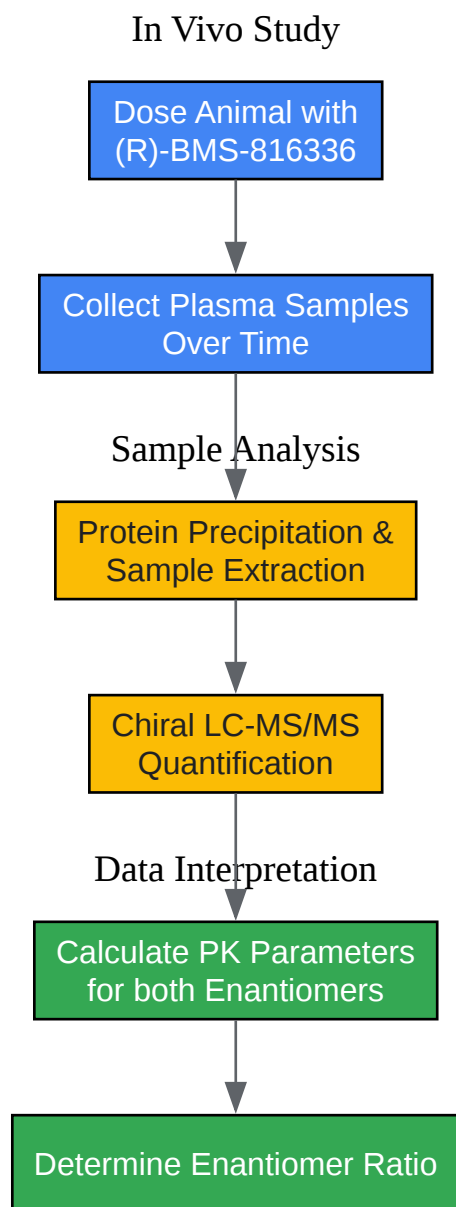 In Vivo Study
Dose Animal with
(R)-BMS-816336
Collect Plasma Samples
Over Time
Sample Analysis
Protein Precipitation &
Sample Extraction
Chiral LC-MS/MS
Quantification
Data Interpretation
Calculate PK Parameters
for both Enantiomers
Determine Enantiomer Ratio